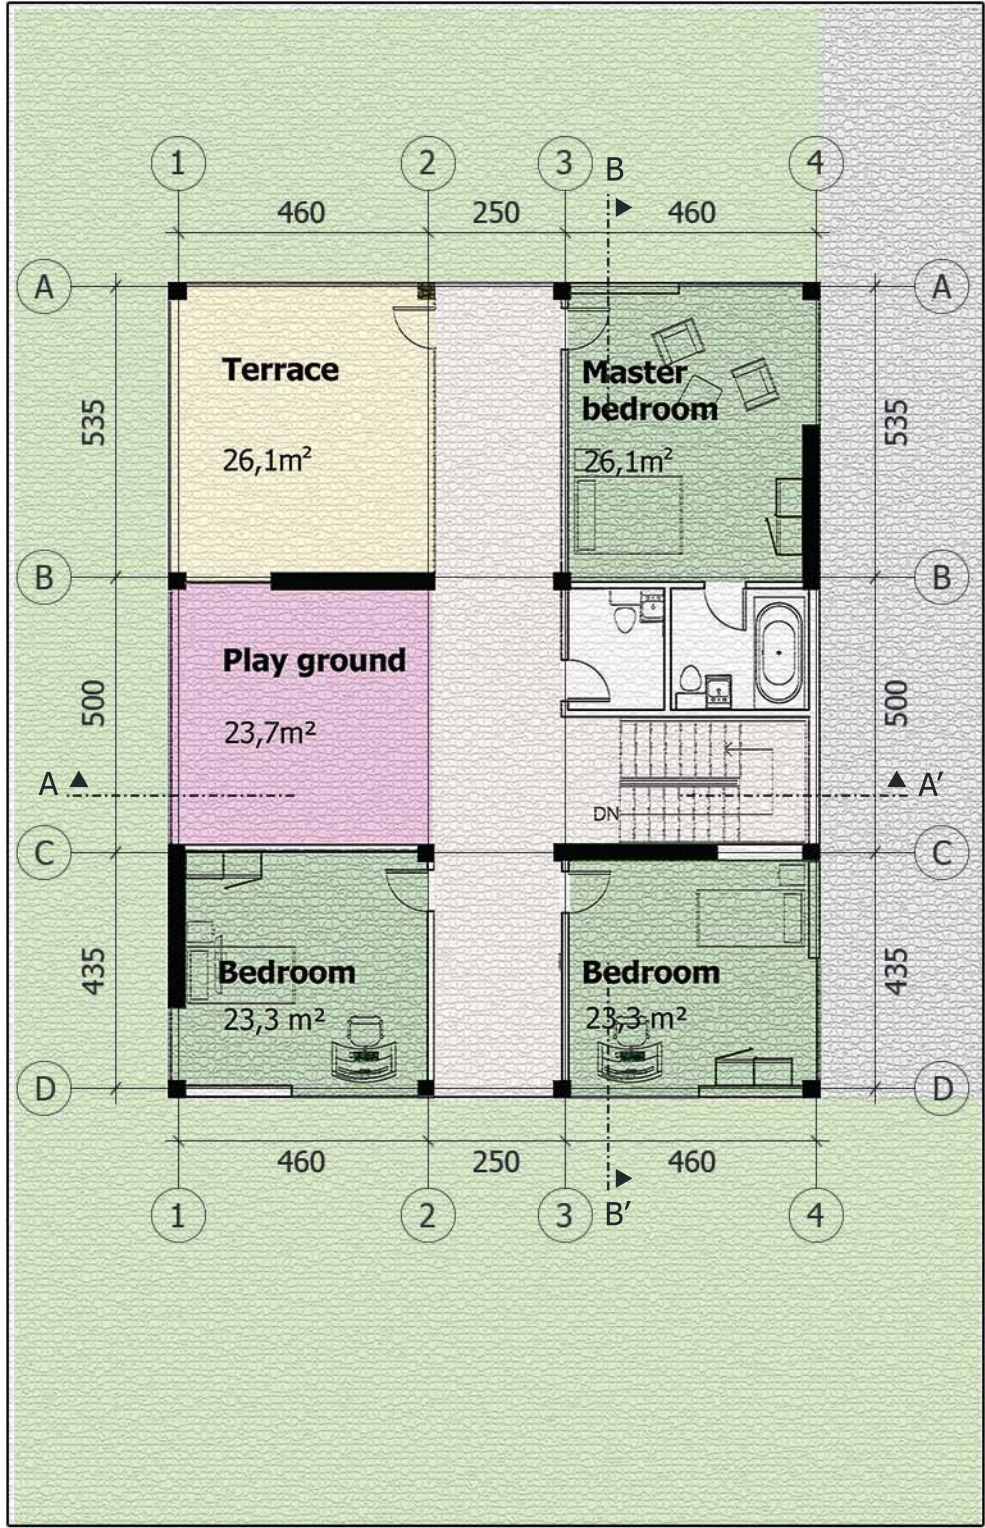 1 2 3 4
B
460 250 460
A A
Terrace
Master
bedroom
535 535
26,1m² 26,1m²
B B
Play ground
500 500
23,7m²
A A’
DN
C C
435 435
Bedroom Bedroom
23,3 m² 23,3 m²
D D
460 250 460
1 2 3 B’ 4